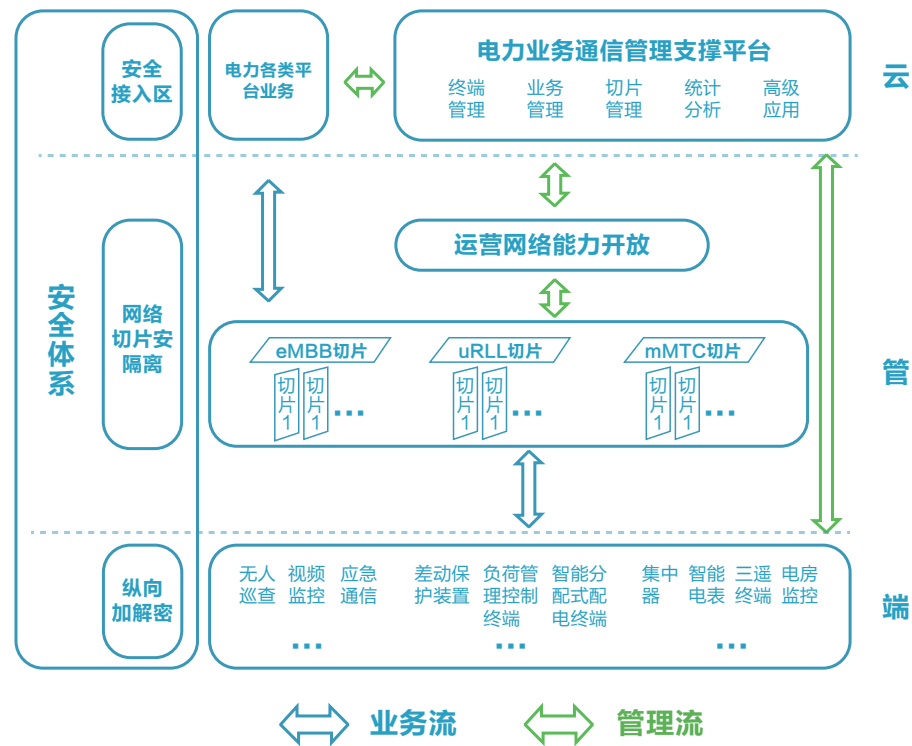 安全
接入区
电力各类平
台业务
电力业务通信管理支撑平台
终端
管理
业务
管理
切片
管理
统计
分析
高级
应用
云
安全体系
网络
切片安
隔离
运营网络能力开放
eMBB切片
切片1
切片1
...
uRLL切片
切片1
切片1
...
mMTC切片
切片1
切片1
...
管
纵向
加解密
无人
巡查
视频
监控
应急
通信
...
差动保
护装置
负荷管
理控制
终端
智能分
配式配
电终端
...
集中
器
智能
电表
三遥
终端
电房
监控
...
端
业务流
管理流